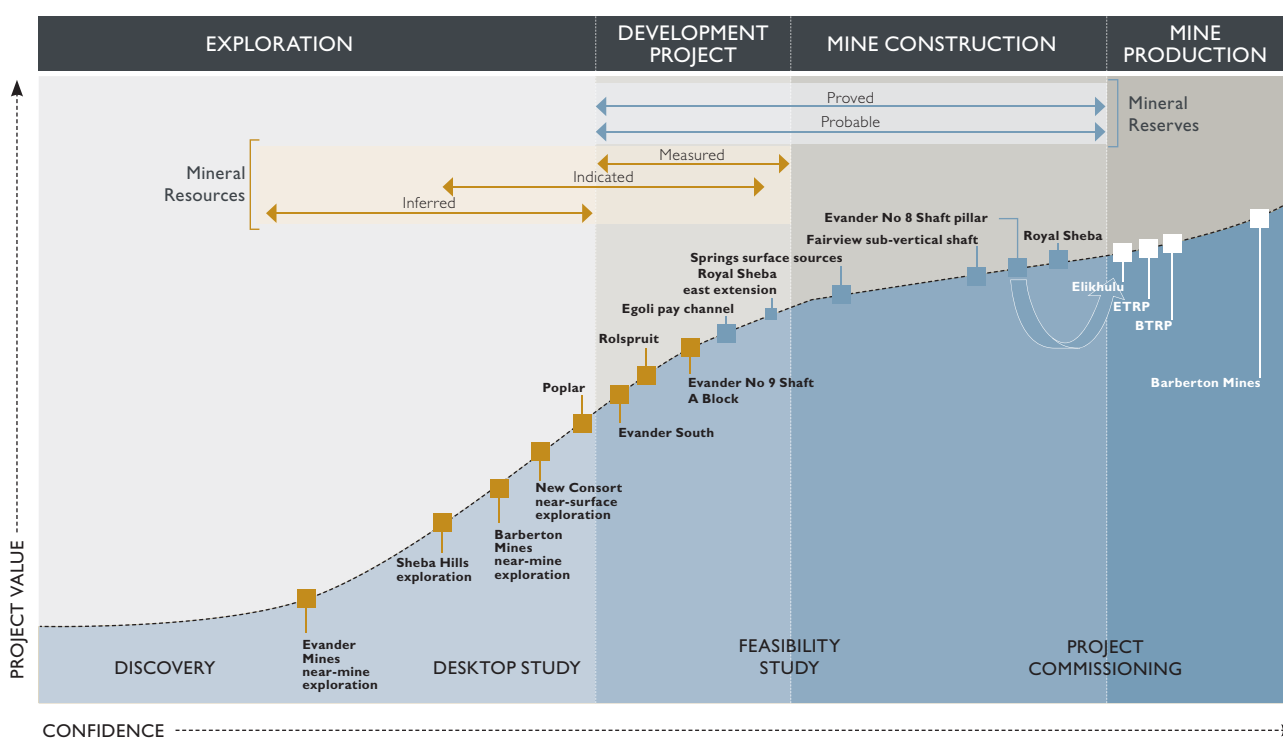 EXPLORATION
DEVELOPMENT
PROJECT
MINE CONSTRUCTION
MINE
PRODUCTION
Proved
Probable
Mineral
Reserves
Measured
Indicated
Inferred
Mineral
Resources
Evander No 8 Shaft pillar
Fairview sub-vertical shaft
Royal Sheba
Springs surface sources
Royal Sheba
east extension
Egoli pay channel
Elikhulu
ETRP
BTRP
Barberton Mines
Rolspruit
Evander No 9 Shaft
A Block
Poplar
Evander South
New Consort
near-surface
exploration
Barberton
Mines
near-mine
exploration
Sheba Hills
exploration
Evander
Mines
near-mine
exploration
DISCOVERY
DESKTOP STUDY
FEASIBILITY
STUDY
PROJECT
COMMISSIONING
PROJECT VALUE
CONFIDENCE